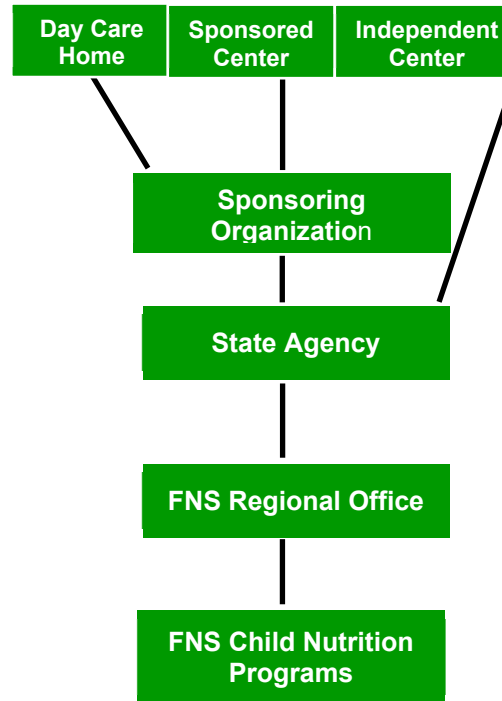 Day Care
Home
Sponsored
Center
Independent
Center
Sponsoring
Organization
State Agency
FNS Regional Office
FNS Child Nutrition
Programs